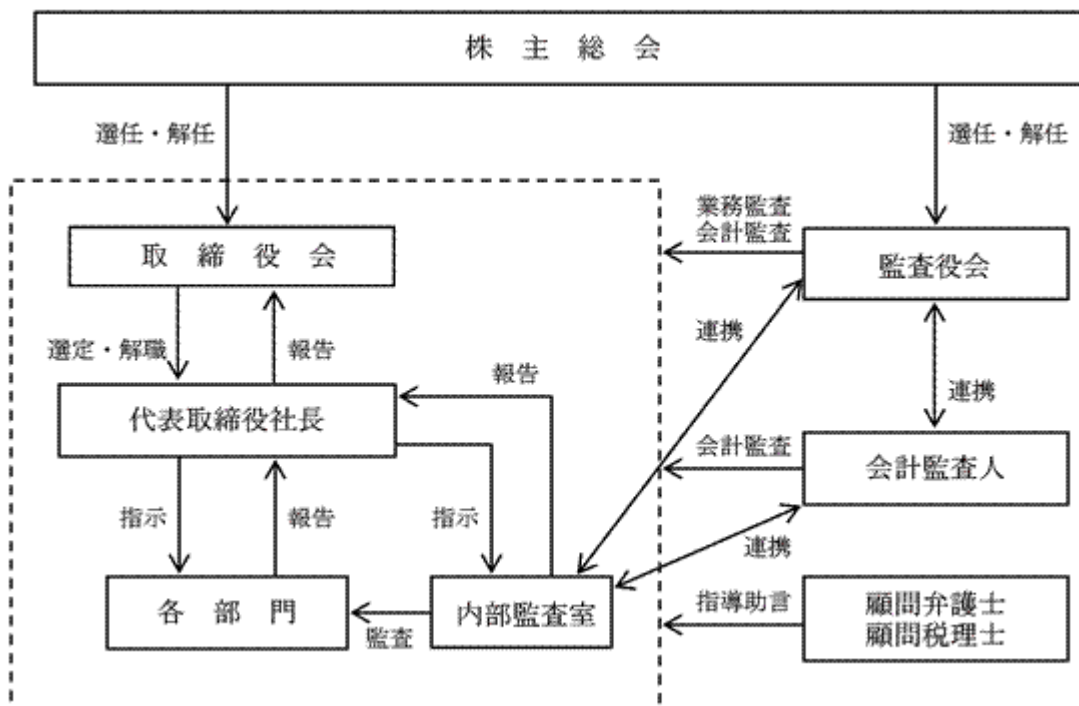 株主総会
選任・解任
選任・解任
業務監査
会計監査
取締役会
監査役会
連携
選定・解職
報告
報告
連携
代表取締役社長
会計監査
会計監査人
指示
報告
指示
連携
各部門
監査
内部監査室
指導助言
顧問弁護士
顧問税理士